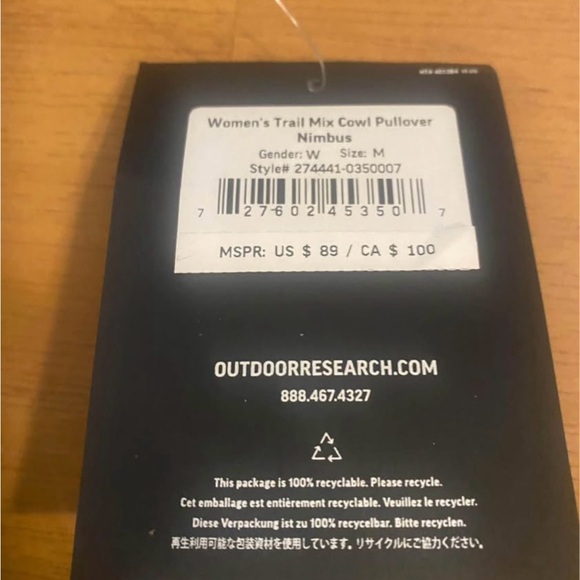 Women's Trail Mix Cowl Pullover
Nimbus
Gender: W Size: M
Style# 274441-0350007
7 27602 45350 7
MSPR: US $ 89 / CA $ 100
OUTDOORRESEARCH.COM
888.467.4327
This package is 100% recyclable. Please recycle.
Cet emballage est entièrement recyclable. Veuillez le recycler.
Diese Verpackung ist zu 100% recycelbar. Bitte recyclen.
再生利用可能な包装資材を使用しています。リサイクルにご協力ください。